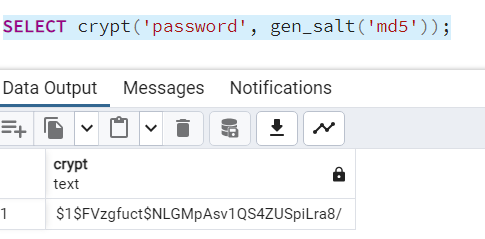 SELECT crypt('password', gen_salt('md5'));
Data Output Messages Notifications
crypt
text
1 $1$FVzgfuct$NLGMpAsv1QS4ZUSpiLra8/